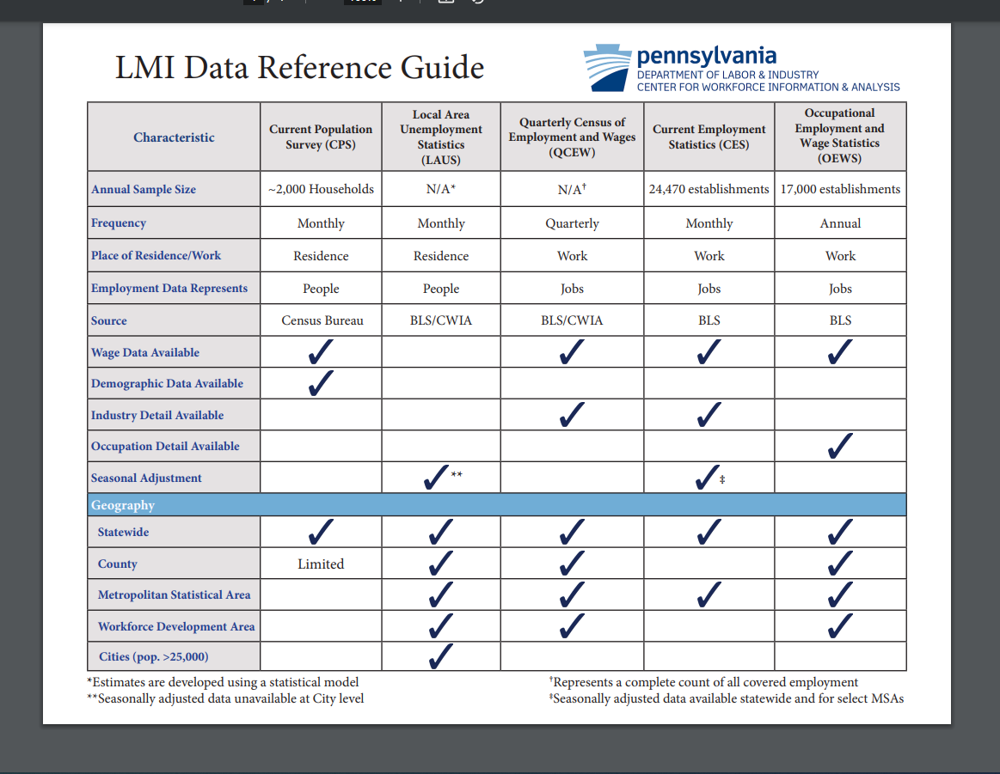 LMI Data Reference Guide
pennsylvania
DEPARTMENT OF LABOR & INDUSTRY
CENTER FOR WORKFORCE INFORMATION & ANALYSIS
Characteristic Current Population Survey (CPS) Local Area Unemployment Statistics (LAUS) Quarterly Census of Employment and Wages (QCEW) Current Employment Statistics (CES) Occupational Employment and Wage Statistics (OEWS)
Annual Sample Size ~2,000 Households N/A* N/A† 24,470 establishments 17,000 establishments
Frequency Monthly Monthly Quarterly Monthly Annual
Place of Residence/Work Residence Residence Work Work Work
Employment Data Represents People People Jobs Jobs Jobs
Source Census Bureau BLS/CWIA BLS/CWIA BLS BLS
Wage Data Available ✓ ✓ ✓ ✓
Demographic Data Available ✓
Industry Detail Available ✓ ✓
Occupation Detail Available ✓
Seasonal Adjustment ✓** ✓‡
Geography
Statewide ✓ ✓ ✓ ✓ ✓
County Limited ✓ ✓ ✓
Metropolitan Statistical Area ✓ ✓ ✓ ✓
Workforce Development Area ✓ ✓ ✓
Cities (pop. >25,000) ✓
*Estimates are developed using a statistical model
**Seasonally adjusted data unavailable at City level
†Represents a complete count of all covered employment
‡Seasonally adjusted data available statewide and for select MSAs